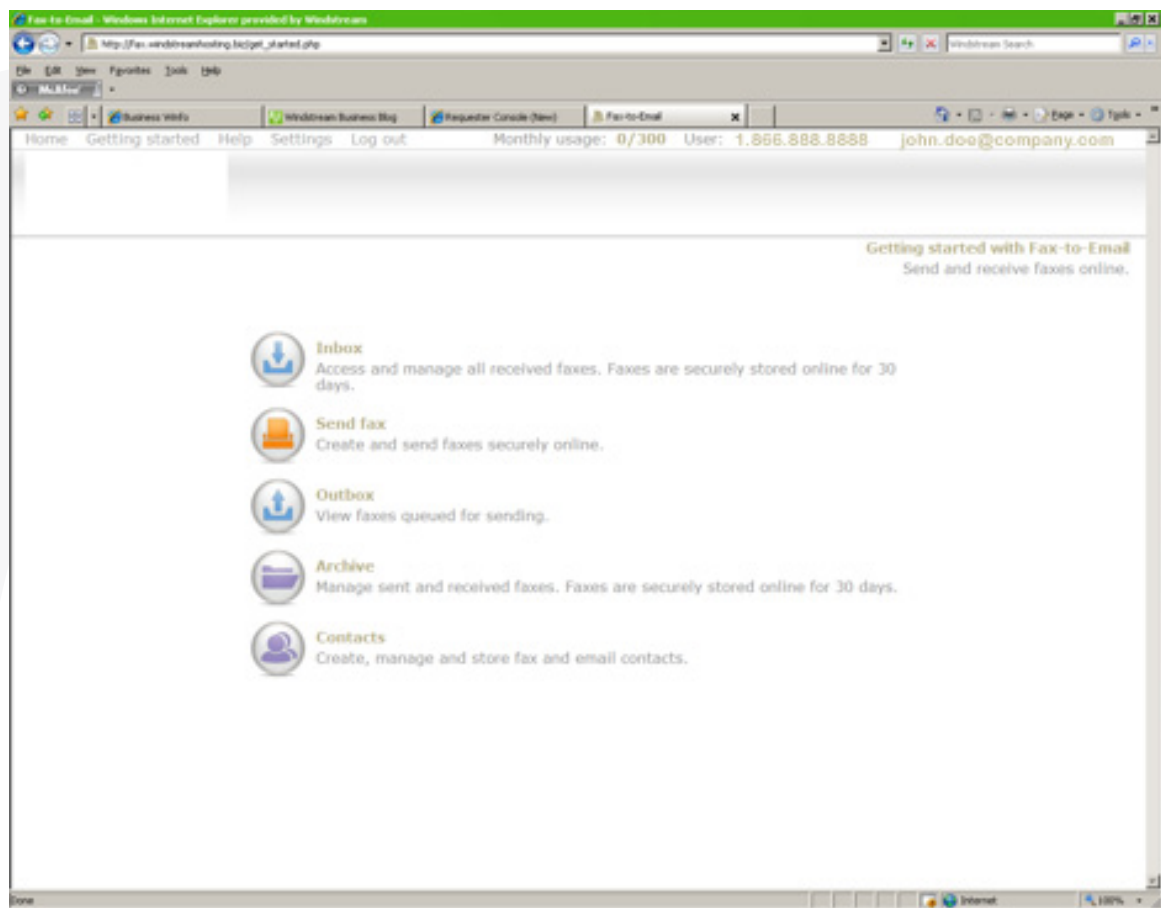 Fax-to-Email - Windows Internet Explorer provided by Windstream
http://fax.windstreamhosting.biz/get_started.php
Windstream Search
File Edit View Favorites Tools Help
McAfee
Business WinFo
Windstream Business Blog
Requester Console (New)
Fax-to-Email
Page
Tools
Home Getting started Help Settings Log out Monthly usage: 0/300 User: 1.866.888.8888 john.doe@company.com
Getting started with Fax-to-Email
Send and receive faxes online.
Inbox
Access and manage all received faxes. Faxes are securely stored online for 30
days.
Send fax
Create and send faxes securely online.
Outbox
View faxes queued for sending.
Archive
Manage sent and received faxes. Faxes are securely stored online for 30 days.
Contacts
Create, manage and store fax and email contacts.
Done
Internet
100%